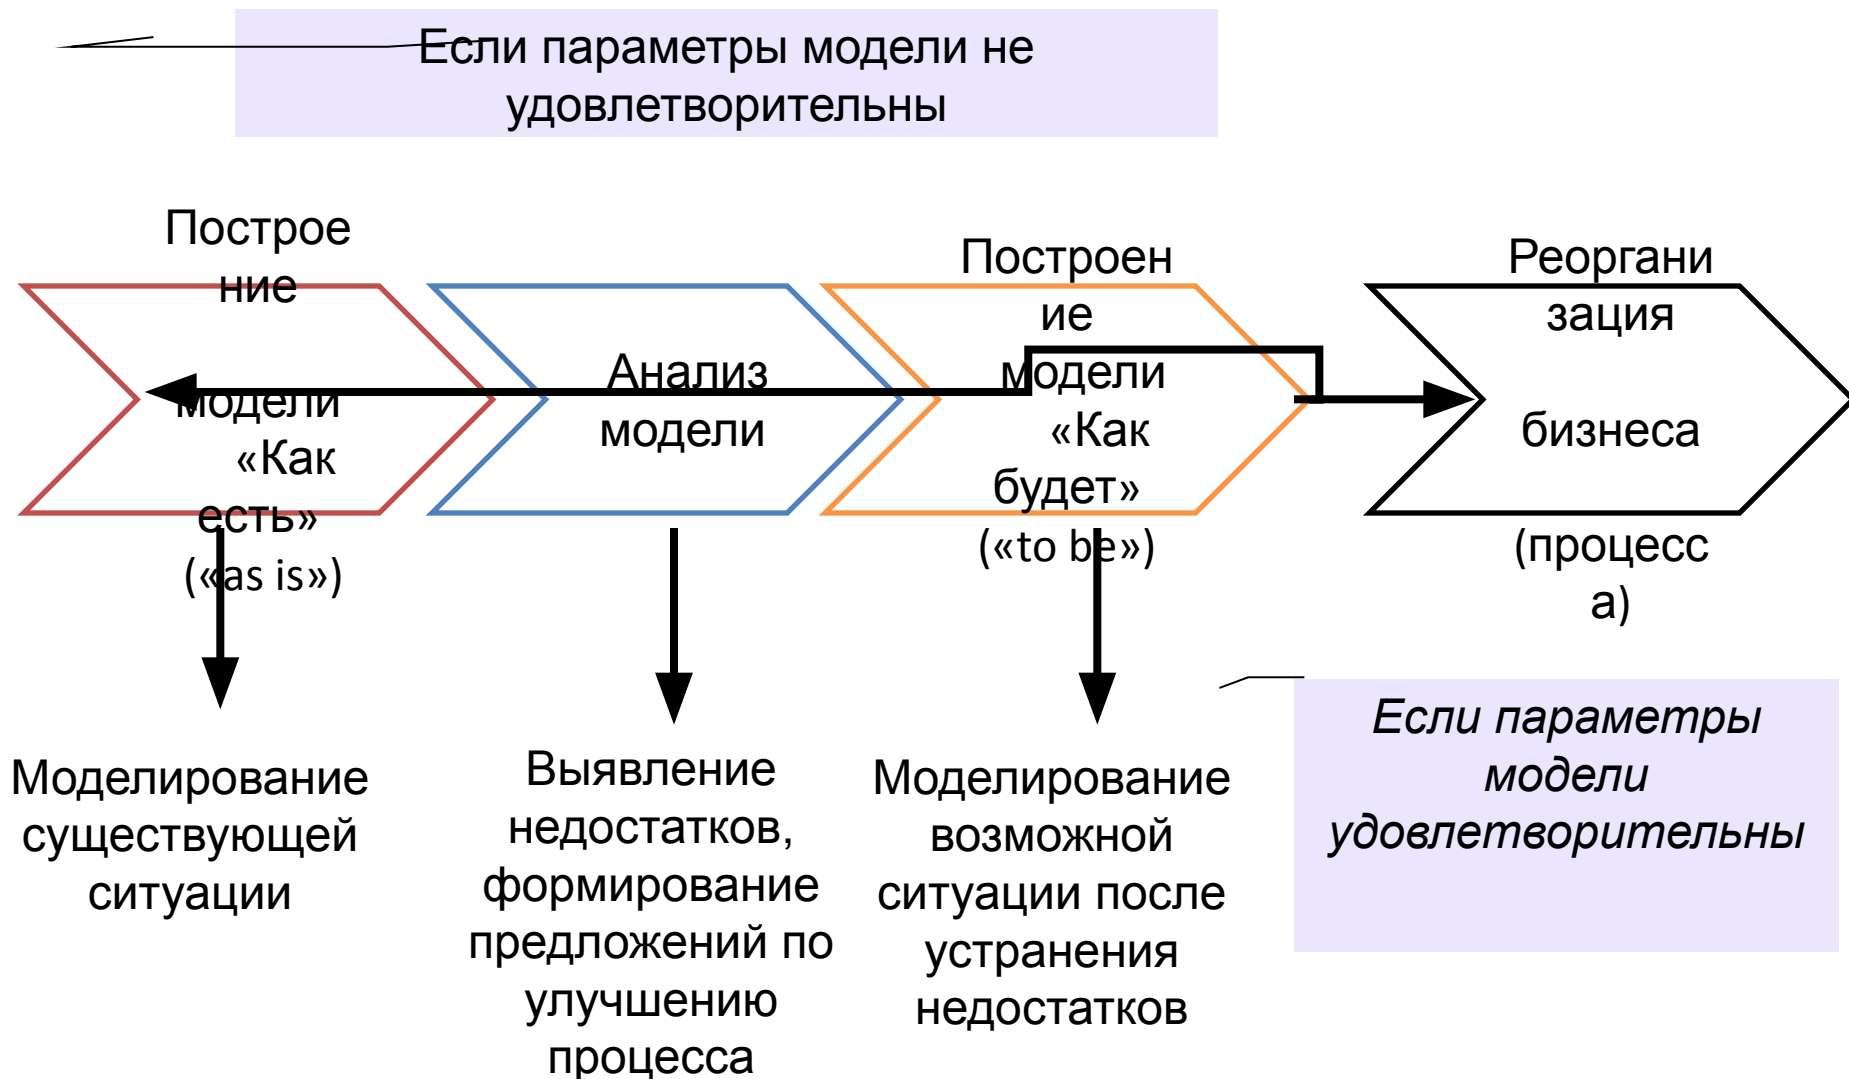 Если параметры модели не
удовлетворительны
Построе
ние
модели
«Как
есть»
(«as is»)
Анализ
модели
Построен
ие
модели
«Как
будет»
(«to be»)
Реоргани
зация
бизнеса
(процесс
а)
Моделирование
существующей
ситуации
Выявление
недостатков,
формирование
предложений по
улучшению
процесса
Моделирование
возможной
ситуации после
устранения
недостатков
Если параметры
модели
удовлетворительны